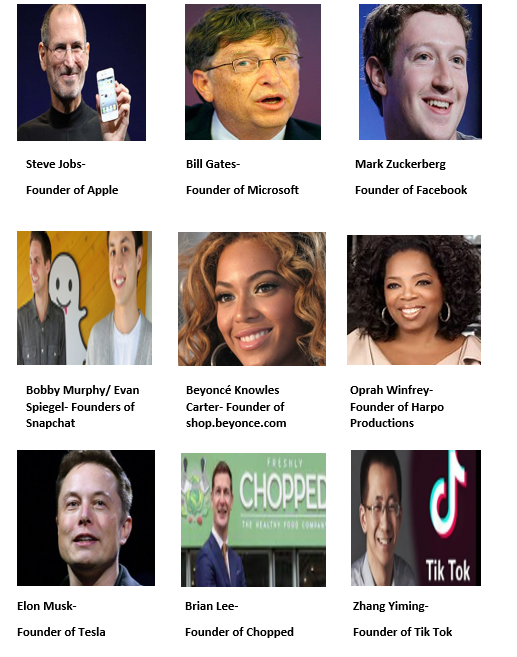 Steve Jobs-
Founder of Apple
Bill Gates-
Founder of Microsoft
Mark Zuckerberg
Founder of Facebook
Bobby Murphy/ Evan
Spiegel- Founders of
Snapchat
Beyoncé Knowles
Carter- Founder of
shop.beyonce.com
Oprah Winfrey-
Founder of Harpo
Productions
FRESHLY
CHOPPED
THE HEALTHY FOOD COMPAN
Tik Tok
Elon Musk-
Founder of Tesla
Brian Lee-
Founder of Chopped
Zhang Yiming-
Founder of Tik Tok